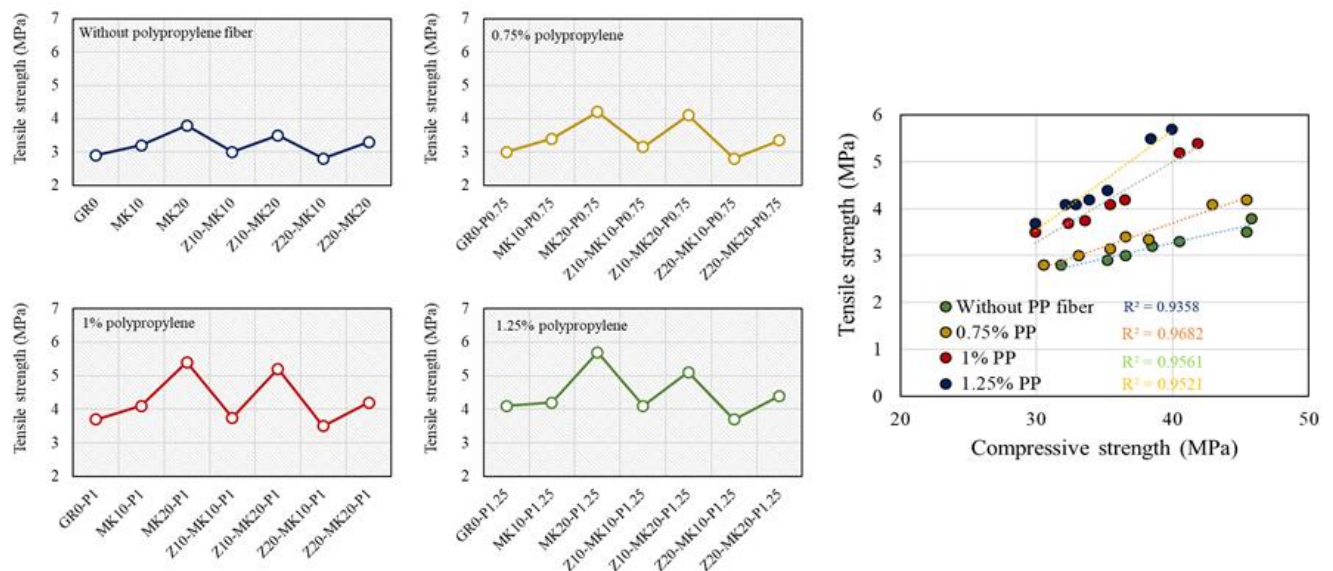 Tensile strength (MPa)
7
6
5
4
3
2
Without polypropylene fiber
GR0
MK10
MK20
Z10-MK10
Z10-MK20
Z20-MK10
Z20-MK20
Tensile strength (MPa)
7
6
5
4
3
2
0.75% polypropylene
GR0-P0.75
MK10-P0.75
MK20-P0.75
Z10-MK10-P0.75
Z10-MK20-P0.75
Z20-MK10-P0.75
Z20-MK20-P0.75
Tensile strength (MPa)
7
6
5
4
3
2
1% polypropylene
GR0-P1
MK10-P1
MK20-P1
Z10-MK10-P1
Z10-MK20-P1
Z20-MK10-P1
Z20-MK20-P1
Tensile strength (MPa)
7
6
5
4
3
2
1.25% polypropylene
GR0-P1.25
MK10-P1.25
MK20-P1.25
Z10-MK10-P1.25
Z10-MK20-P1.25
Z20-MK10-P1.25
Z20-MK20-P1.25
Tensile strength (MPa)
6
5
4
3
2
1
0
Without PP fiber R² = 0.9358
0.75% PP R² = 0.9682
1% PP R² = 0.9561
1.25% PP R² = 0.9521
20 30 40 50
Compressive strength (MPa)